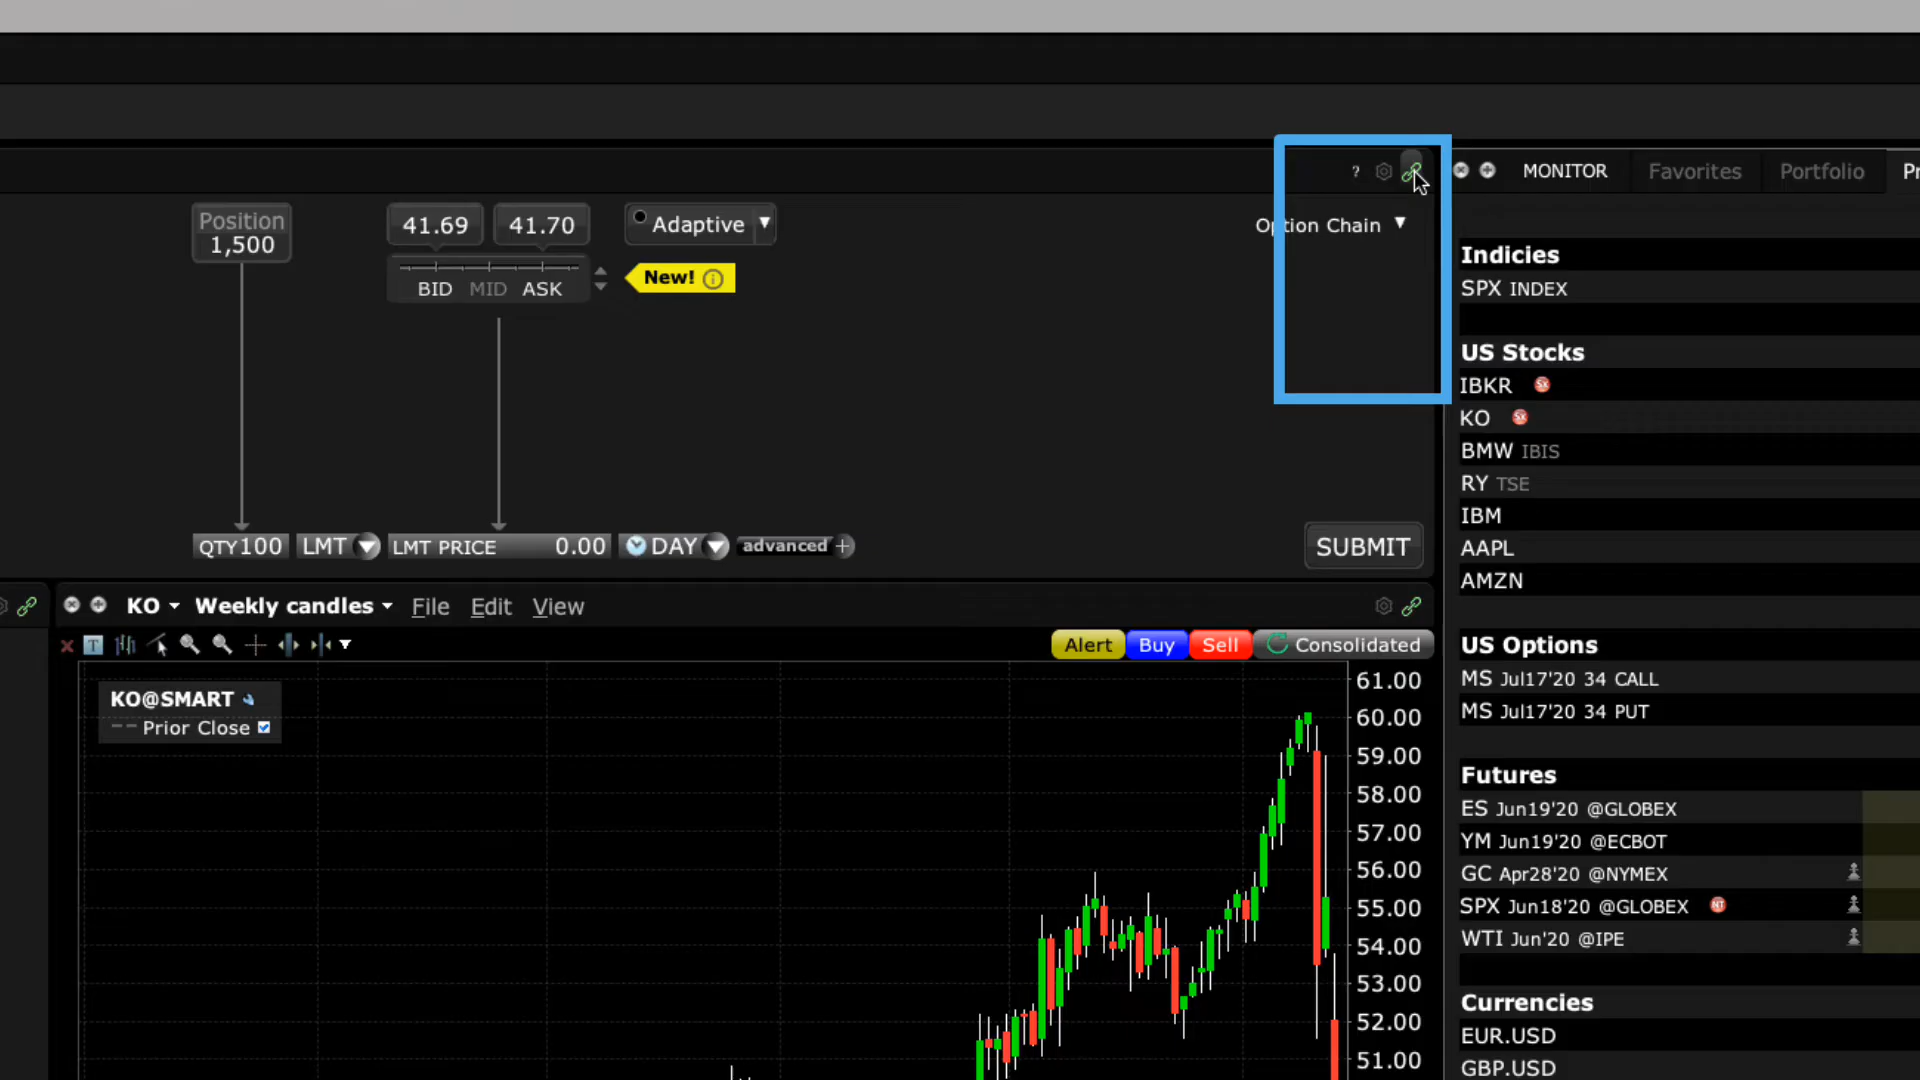 ?
MONITOR
Favorites
Portfolio
Position
1,500
41.69
41.70
Adaptive
Option Chain
New!
BID MID ASK
QTY 100
LMT
LMT PRICE 0.00
DAY
advanced
SUBMIT
KO
Weekly candles
File
Edit
View
T
Alert
Buy
Sell
Consolidated
KO@SMART
Prior Close
61.00
60.00
59.00
58.00
57.00
56.00
55.00
54.00
53.00
52.00
51.00
Indicies
SPX INDEX
US Stocks
IBKR
KO
BMW IBIS
RY TSE
IBM
AAPL
AMZN
US Options
MS Jul17'20 34 CALL
MS Jul17'20 34 PUT
Futures
ES Jun19'20 @GLOBEX
YM Jun19'20 @ECBOT
GC Apr28'20 @NYMEX
SPX Jun18'20 @GLOBEX
WTI Jun'20 @IPE
Currencies
EUR.USD
GBP.USD